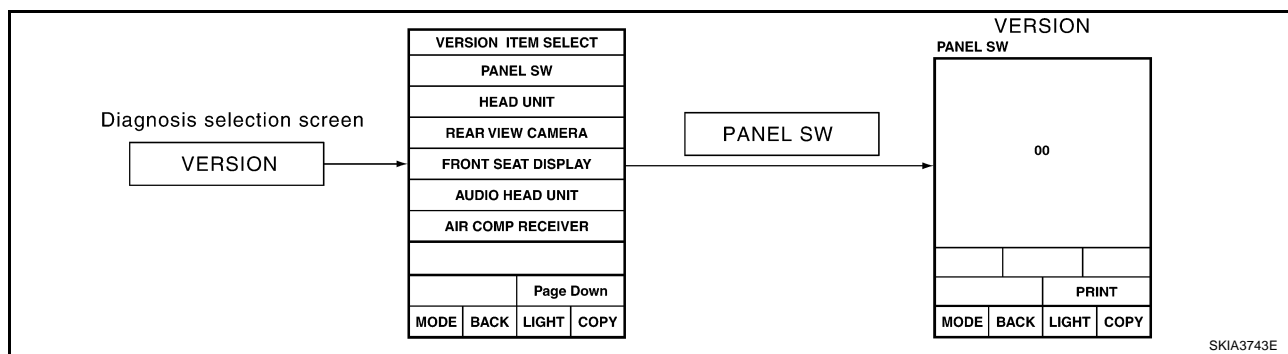 Diagnosis selection screen
VERSION
VERSION ITEM SELECT
PANEL SW
HEAD UNIT
REAR VIEW CAMERA
FRONT SEAT DISPLAY
AUDIO HEAD UNIT
AIR COMP RECEIVER
Page Down
MODE BACK LIGHT COPY
PANEL SW
VERSION
PANEL SW
00
PRINT
MODE BACK LIGHT COPY
SKIA3743E